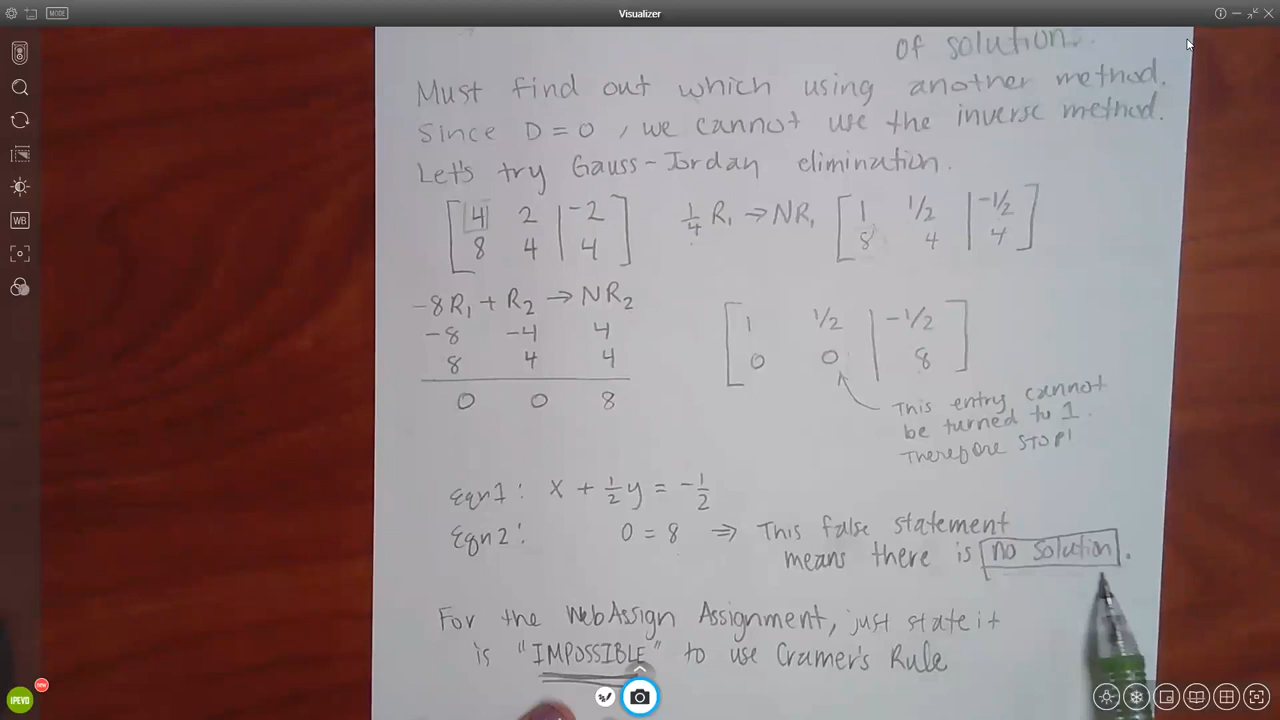 MODE
Visualizer
of solution.
Must find out which using another method.
Since D = 0, we cannot use the inverse method.
Let's try Gauss-Jordan elimination.
[4 2 | -2] 1/4 R1 → NR1 [1 1/2 | -1/2]
[8 4 | 4] [8 4 | 4]
-8R1 + R2 → NR2
-8 -4 4 [1 1/2 | -1/2]
8 4 4 [0 0 | 8]
0 0 8
This entry cannot
be turned to 1.
Therefore STOP!
Eqn1: x + 1/2 y = -1/2
Eqn2: 0 = 8 ⇒ This false statement
means there is no solution.
For the WebAssign Assignment, just state it
is "IMPOSSIBLE" to use Cramer's Rule
WB
new
IPEVO